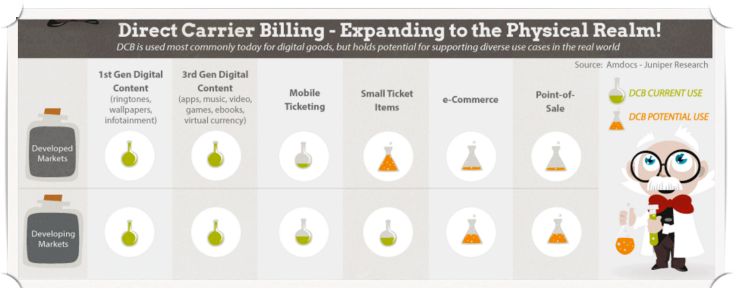 Direct Carrier Billing - Expanding to the Physical Realm!
DCB is used most commonly today for digital goods, but holds potential for supporting diverse use cases in the real world
Source: Amdocs - Juniper Research
1st Gen Digital
Content
(ringtones,
wallpapers,
infotainment)
3rd Gen Digital
Content
(apps, music, video,
games, ebooks,
virtual currency)
Mobile
Ticketing
Small Ticket
Items
e-Commerce
Point-of-
Sale
DCB CURRENT USE
DCB POTENTIAL USE
Developed
Markets
Developing
Markets